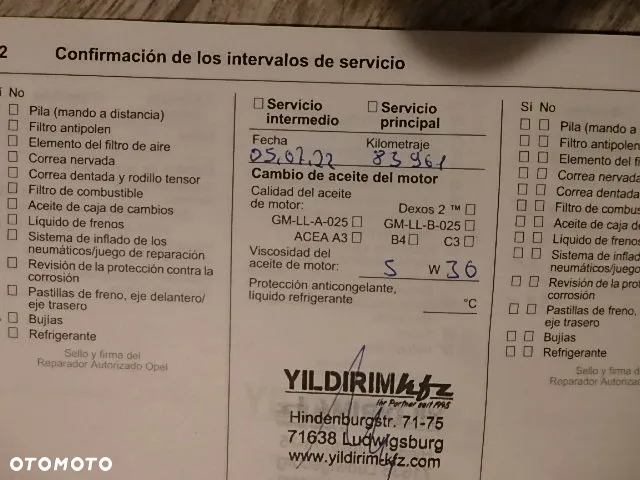 2 Confirmación de los intervalos de servicio
í No
Pila (mando a distancia)
Filtro antipolen
Elemento del filtro de aire
Correa nervada
Correa dentada y rodillo tensor
Filtro de combustible
Aceite de caja de cambios
Líquido de frenos
Sistema de inflado de los
neumáticos/juego de reparación
Revisión de la protección contra la
corrosión
Pastillas de freno, eje delantero/
eje trasero
Bujías
Refrigerante
Sello y firma del
Reparador Autorizado Opel
Servicio intermedio
Servicio principal
Fecha Kilometraje
05.07.22 83961
Cambio de aceite del motor
Calidad del aceite
de motor: Dexos 2 ™
GM-LL-A-025 GM-LL-B-025
ACEA A3 B4 C3
Viscosidad del
aceite de motor: 5 W 30
Protección anticongelante,
líquido refrigerante °C
YILDIRIM kfz
Ihr Partner seit 1995
Hindenburgstr. 71-75
71638 Ludwigsburg
www.yildirim-kfz.com
Sí No
Pila (mando a
Filtro antipolen
Elemento del fi
Correa nervada
Correa dentada
Filtro de combus
Aceite de caja de
Líquido de frenos
Sistema de inflad
neumáticos/jueg
Revisión de la pro
corrosión
Pastillas de freno,
eje trasero
Bujías
Refrigerante
Sello y firma d
Reparador Autoriza
OTOMOTO